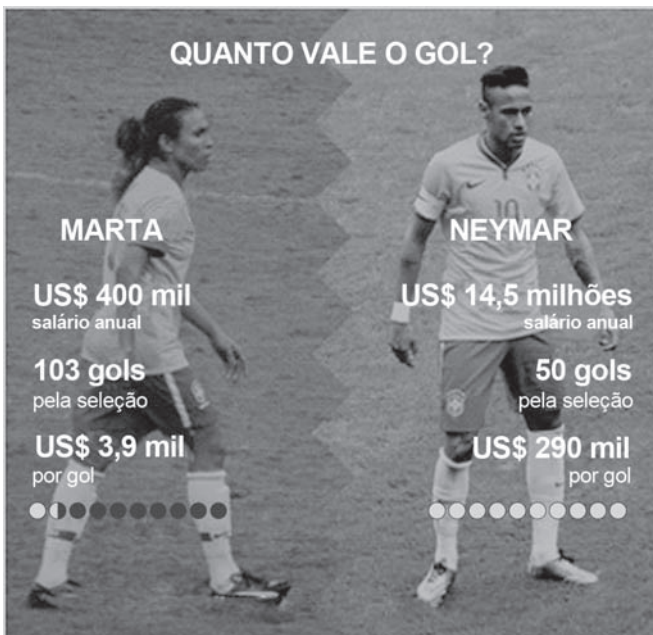 QUANTO VALE O GOL?
MARTA
US$ 400 mil
salário anual
103 gols
pela seleção
US$ 3,9 mil
por gol
NEYMAR
10
US$ 14,5 milhões
salário anual
50 gols
pela seleção
US$ 290 mil
por gol